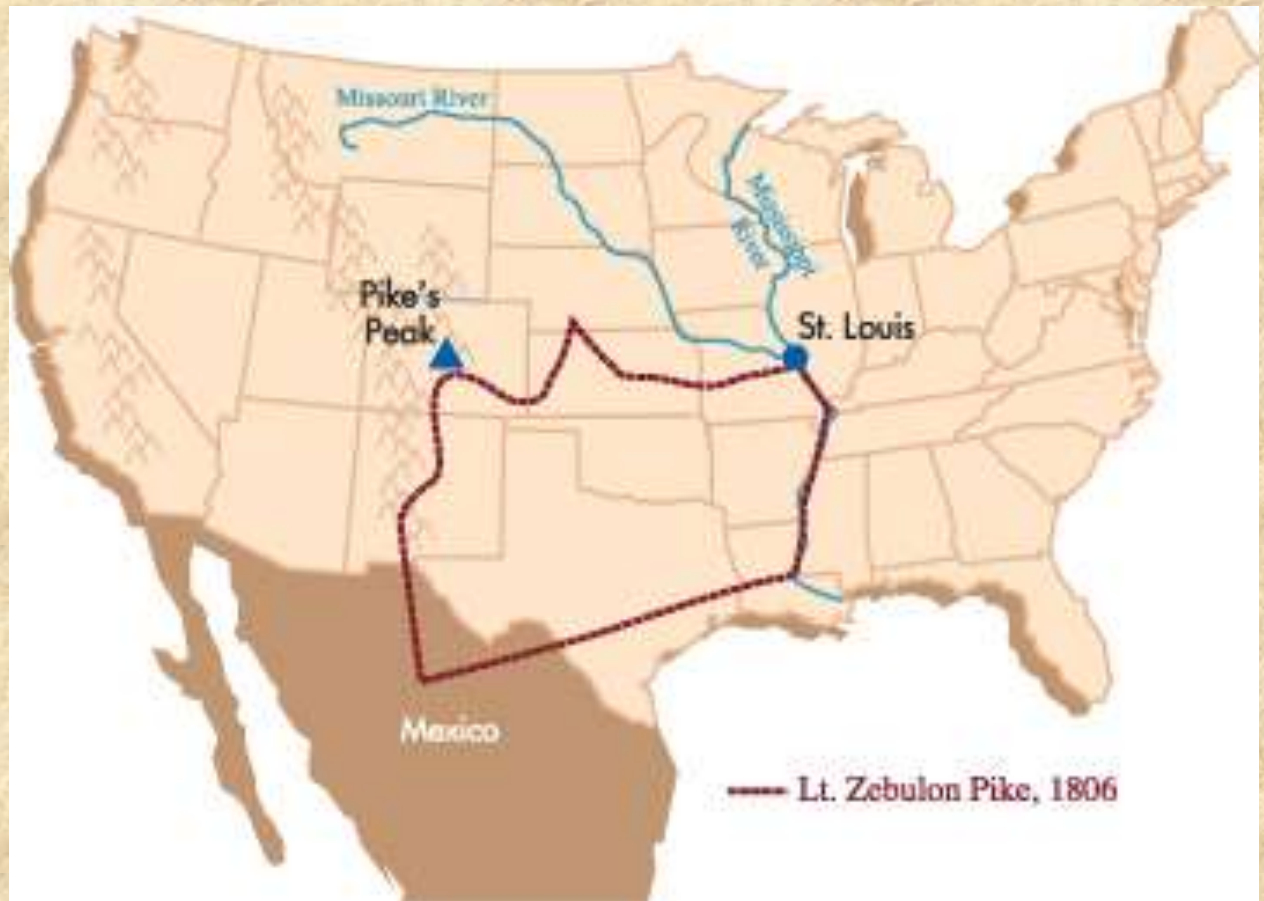 Missouri River
Mississippi
River
Pike's
Peak
St. Louis
Mexico
Lt. Zebulon Pike, 1806